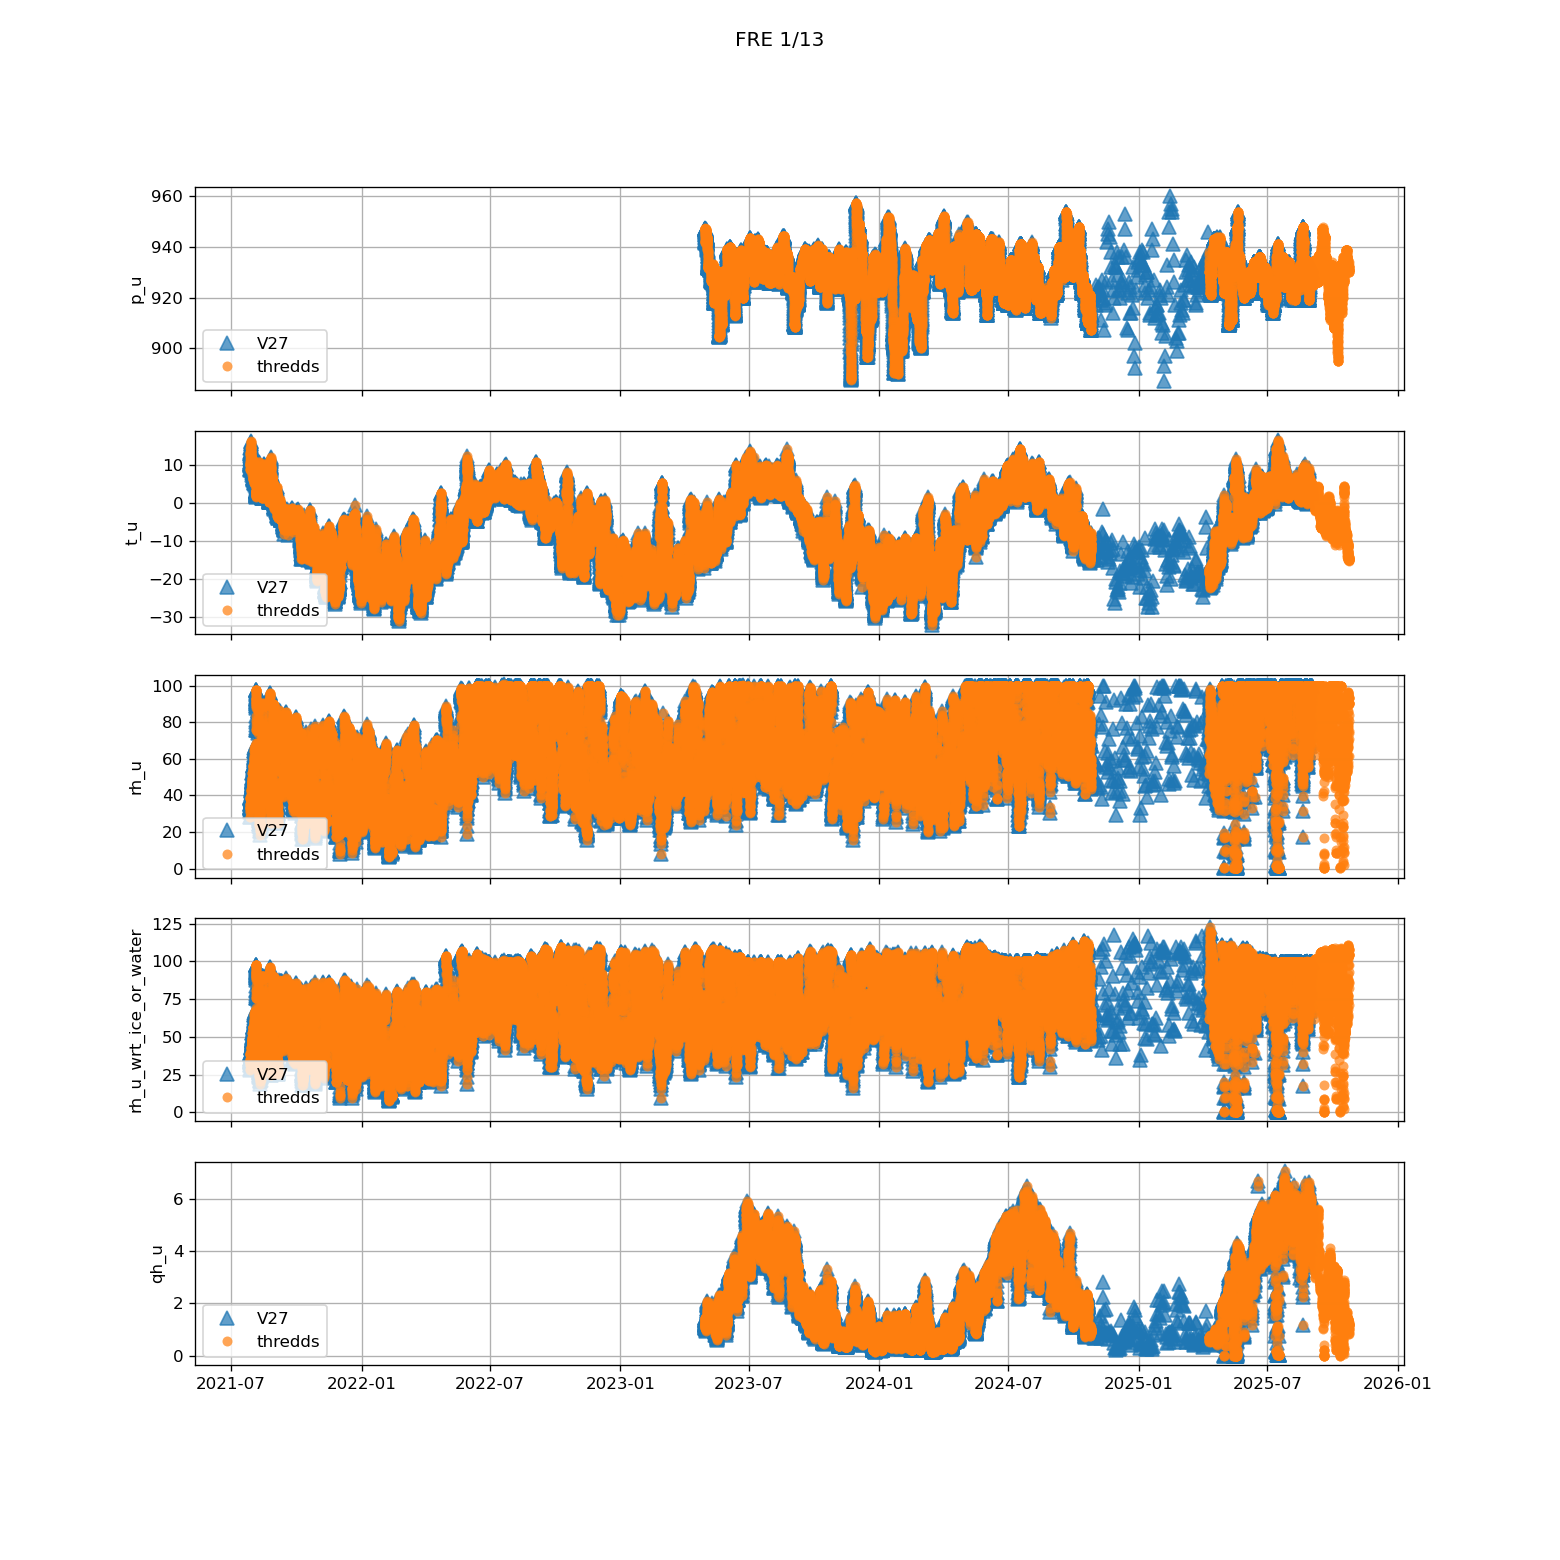 FRE 1/13
960
940
920
900
p_u
V27
thredds
10
0
−10
−20
−30
t_u
V27
thredds
100
80
60
40
20
0
rh_u
V27
thredds
125
100
75
50
25
0
rh_u_wrt_ice_or_water
V27
thredds
6
4
2
0
qh_u
V27
thredds
2021-07 2022-01 2022-07 2023-01 2023-07 2024-01 2024-07 2025-01 2025-07 2026-01